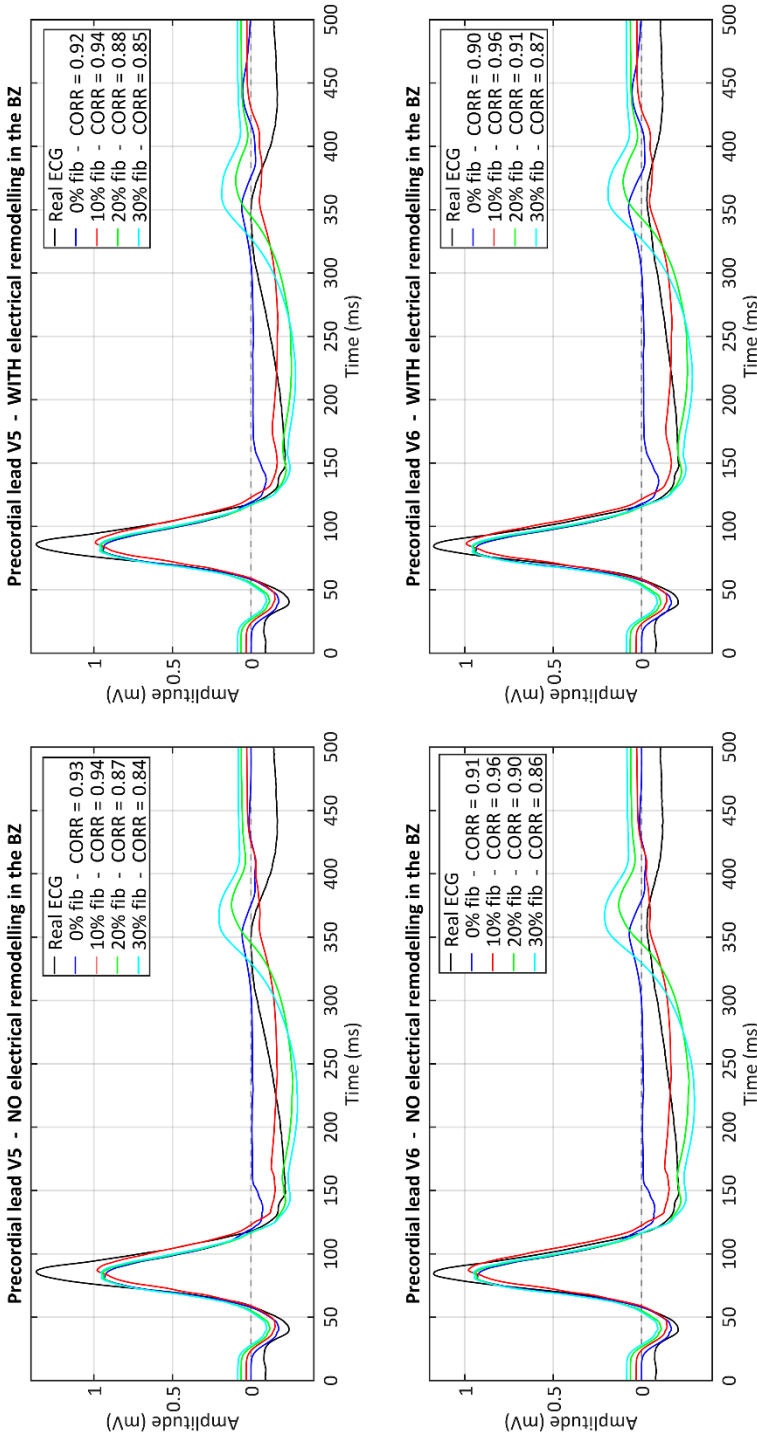 Precordial lead V5 - NO electrical remodelling in the BZ
Amplitude (mV)
1
0.5
0
0 50 100 150 200 250 300 350 400 450 500
Time (ms)
Real ECG
0% fib - CORR = 0.93
10% fib - CORR = 0.94
20% fib - CORR = 0.87
30% fib - CORR = 0.84
Precordial lead V5 - WITH electrical remodelling in the BZ
Amplitude (mV)
1
0.5
0
0 50 100 150 200 250 300 350 400 450 500
Time (ms)
Real ECG
0% fib - CORR = 0.92
10% fib - CORR = 0.94
20% fib - CORR = 0.88
30% fib - CORR = 0.85
Precordial lead V6 - NO electrical remodelling in the BZ
Amplitude (mV)
1
0.5
0
0 50 100 150 200 250 300 350 400 450 500
Time (ms)
Real ECG
0% fib - CORR = 0.91
10% fib - CORR = 0.96
20% fib - CORR = 0.90
30% fib - CORR = 0.86
Precordial lead V6 - WITH electrical remodelling in the BZ
Amplitude (mV)
1
0.5
0
0 50 100 150 200 250 300 350 400 450 500
Time (ms)
Real ECG
0% fib - CORR = 0.90
10% fib - CORR = 0.96
20% fib - CORR = 0.91
30% fib - CORR = 0.87